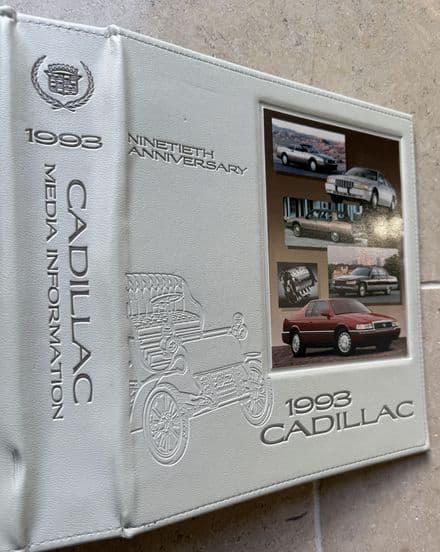 1993
CADILLAC
MEDIA INFORMATION
NINETIETH
ANNIVERSARY
1993
CADILLAC